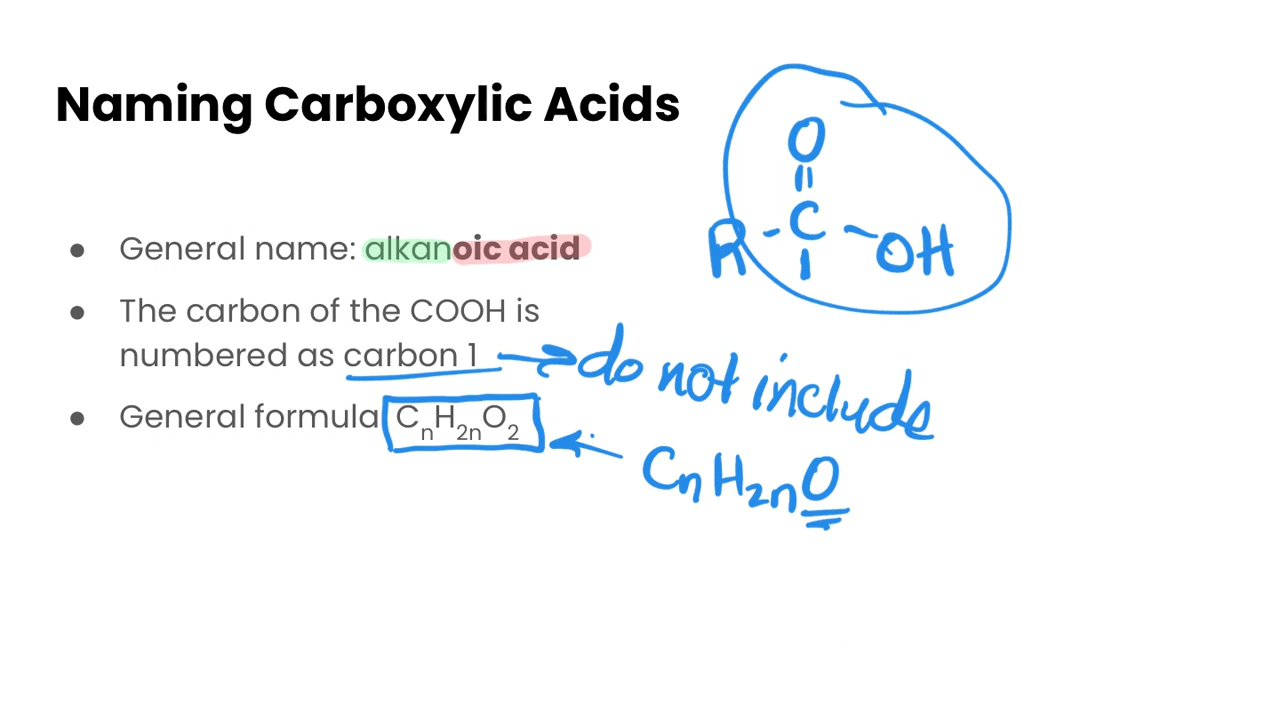 Naming Carboxylic Acids
O
||
R - C - OH
|
● General name: alkanoic acid
● The carbon of the COOH is
numbered as carbon 1 → do not include
● General formula CₙH₂ₙO₂ ← CₙH₂ₙO